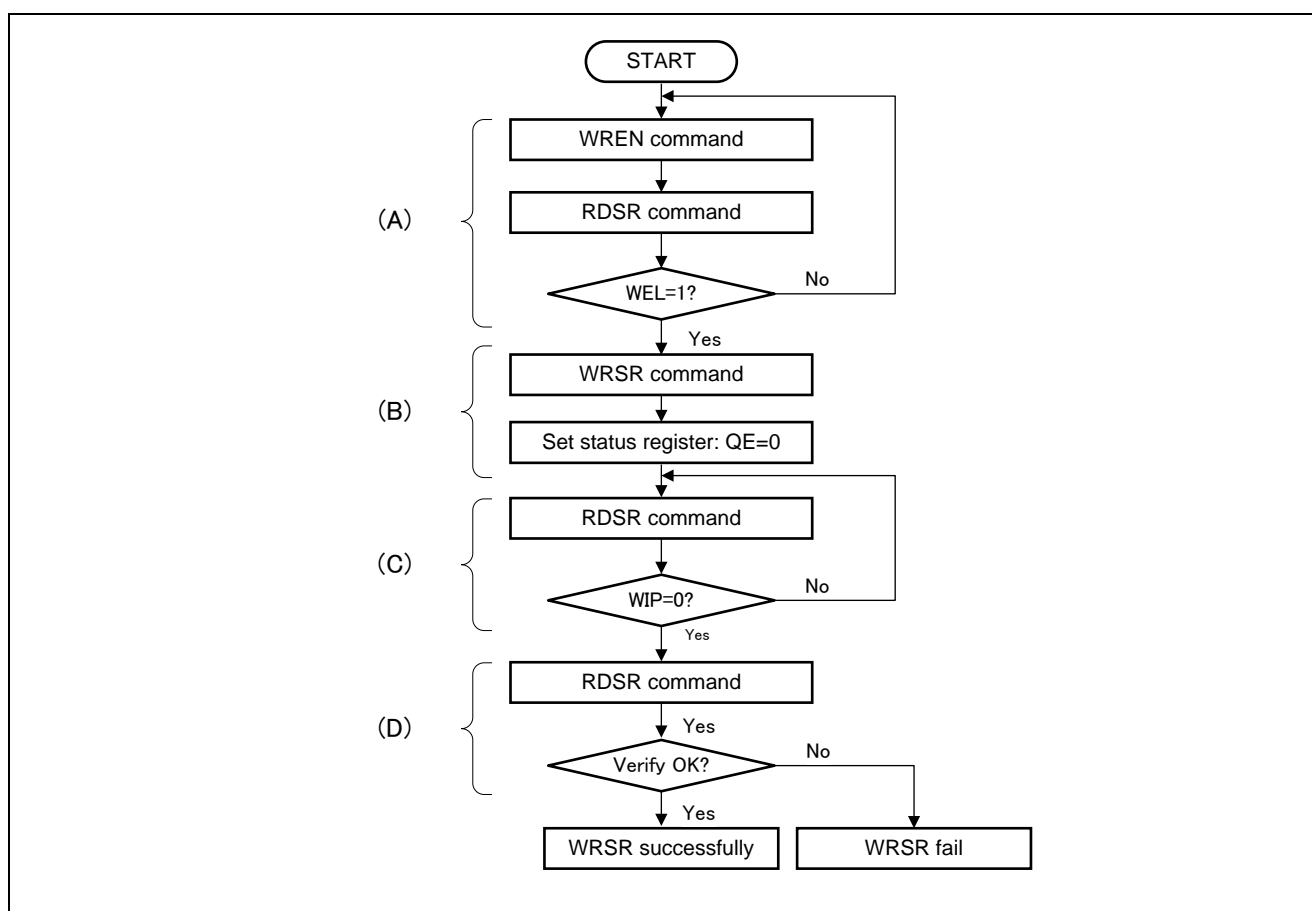 START
WREN command
RDSR command
(A)
WEL=1?
No
Yes
WRSR command
(B)
Set status register: QE=0
RDSR command
(C)
WIP=0?
No
Yes
RDSR command
(D)
Yes
Verify OK?
No
Yes
WRSR successfully
WRSR fail